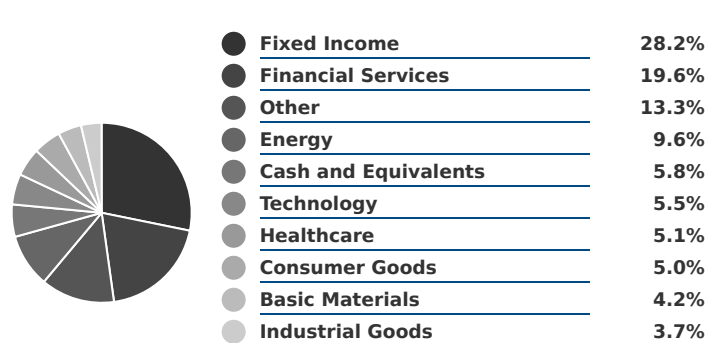 Fixed Income 28.2%
Financial Services 19.6%
Other 13.3%
Energy 9.6%
Cash and Equivalents 5.8%
Technology 5.5%
Healthcare 5.1%
Consumer Goods 5.0%
Basic Materials 4.2%
Industrial Goods 3.7%